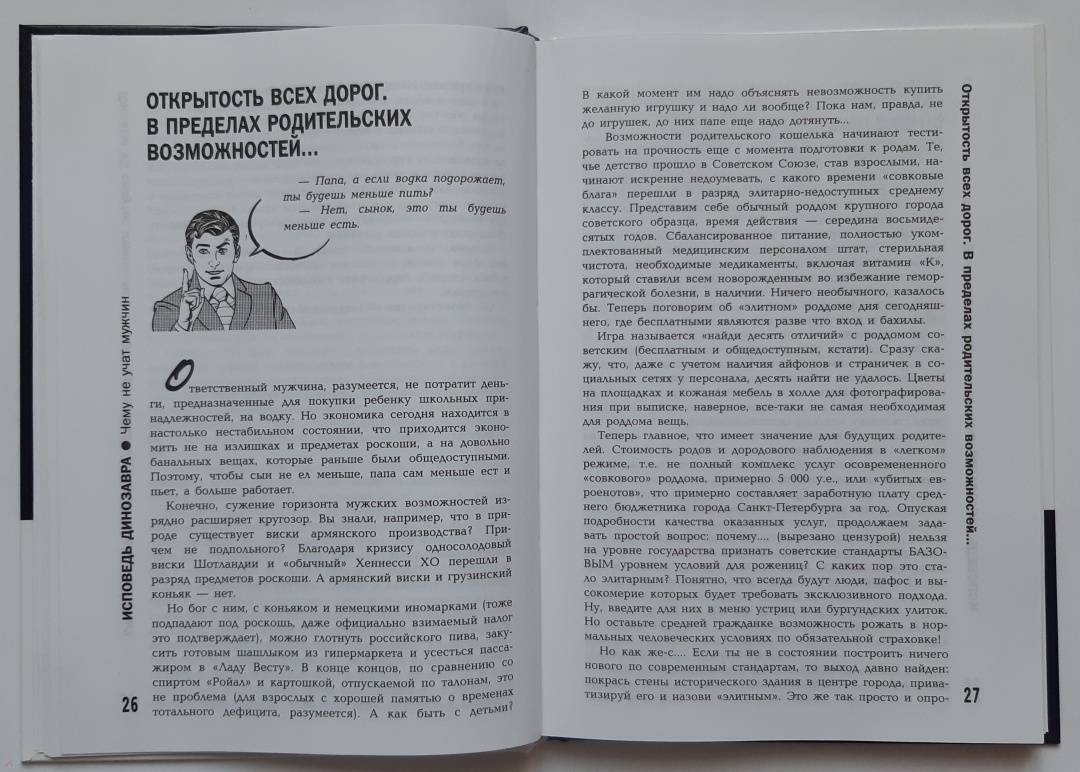 ОТКРЫТОСТЬ ВСЕХ ДОРОГ.
В ПРЕДЕЛАХ РОДИТЕЛЬСКИХ
ВОЗМОЖНОСТЕЙ...
— Папа, а если водка подорожает,
ты будешь меньше пить?
— Нет, сынок, это ты будешь
меньше есть.
Ответственный мужчина, разумеется, не потратит день-
ги, предназначенные для покупки ребенку школьных при-
надлежностей, на водку. Но экономика сегодня находится в
настолько нестабильном состоянии, что приходится эконо-
мить не на излишках и предметах роскоши, а на довольно
банальных вещах, которые раньше были общедоступными.
Поэтому, чтобы сын не ел меньше, папа сам меньше ест и
пьет, а больше работает.
Конечно, сужение горизонта мужских возможностей из-
рядно расширяет кругозор. Вы знали, например, что в при-
роде существует виски армянского производства? При-
чем не подпольного? Благодаря кризису односолодовый
виски Шотландии и «обычный» Хеннесси ХО перешли в
разряд предметов роскоши. А армянский виски и грузинский
коньяк — нет.
Но бог с ним, с коньяком и немецкими иномарками (тоже
подпадают под роскошь, даже официально взимаемый налог
это подтверждает), можно глотнуть российского пива, заку-
сить готовым шашлыком из гипермаркета и усесться пасса-
жиром в «Ладу Весту». В конце концов, по сравнению со
спиртом «Ройал» и картошкой, отпускаемой по талонам, это
не проблема (для взрослых с хорошей памятью о временах
тотального дефицита, разумеется). А как быть с детьми?
ИСПОВЕДЬ ДИНОЗАВРА ● Чему не учат мужчин
26
В какой момент им надо объяснять невозможность купить
желанную игрушку и надо ли вообще? Пока нам, правда, не
до игрушек, до них папе еще надо дотянуть...
Возможности родительского кошелька начинают тести-
ровать на прочность еще с момента подготовки к родам. Те,
чье детство прошло в Советском Союзе, став взрослыми, на-
чинают искренне недоумевать, с какого времени «совковые
блага» перешли в разряд элитарно-недоступных среднему
классу. Представим себе обычный роддом крупного города
советского образца, время действия — середина восьмиде-
сятых годов. Сбалансированное питание, полностью уком-
плектованный медицинским персоналом штат, стерильная
чистота, необходимые медикаменты, включая витамин «К»,
который ставили всем новорожденным во избежание гемор-
рагической болезни, в наличии. Ничего необычного, казалось
бы. Теперь поговорим об «элитном» роддоме дня сегодняш-
него, где бесплатными являются разве что вход и бахилы.
Игра называется «найди десять отличий» с роддомом со-
ветским (бесплатным и общедоступным, кстати). Сразу ска-
жу, что, даже с учетом наличия айфонов и страничек в со-
циальных сетях у персонала, десять найти не удалось. Цветы
на площадках и кожаная мебель в холле для фотографирова-
ния при выписке, наверное, все-таки не самая необходимая
для роддома вещь.
Теперь главное, что имеет значение для будущих родите-
лей. Стоимость родов и дородового наблюдения в «легком»
режиме, т.е. не полный комплекс услуг осовремененного
«совкового» роддома, примерно 5 000 у.е., или «убитых ев-
роенотов», что примерно составляет заработную плату сред-
него бюджетника города Санкт-Петербурга за год. Опуская
подробности качества оказанных услуг, продолжаем зада-
вать простой вопрос: почему.... (вырезано цензурой) нельзя
на уровне государства признать советские стандарты БАЗО-
ВЫМ уровнем условий для рожениц? С каких пор это ста-
ло элитарным? Понятно, что всегда будут люди, пафос и вы-
сокомерие которых будет требовать эксклюзивного подхода.
Ну, введите для них в меню устриц или бургундских улиток.
Но оставьте средней гражданке возможность рожать в нор-
мальных человеческих условиях по обязательной страховке!
Но как же-с.... Если ты не в состоянии построить ничего
нового по современным стандартам, то выход давно найден:
покрась стены исторического здания в центре города, прива-
тизируй его и назови «элитным». Это же так просто и опро-
Открытость всех дорог. В пределах родительских возможностей...
27